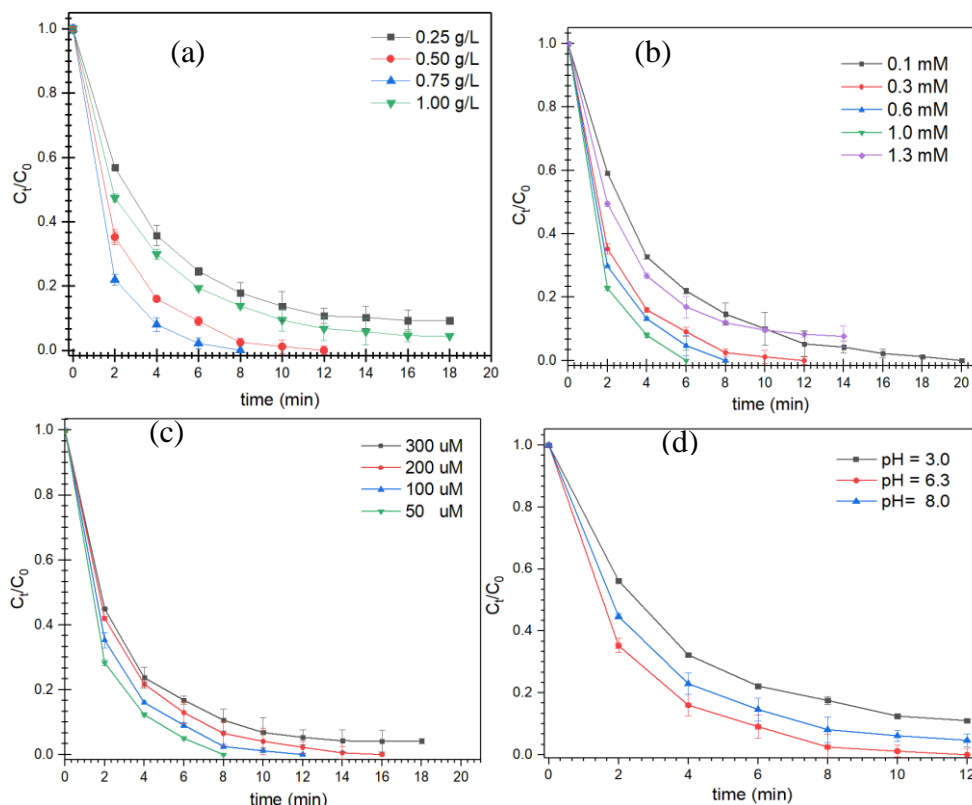 (a)
0.25 g/L
0.50 g/L
0.75 g/L
1.00 g/L
1.0
0.8
0.6
0.4
0.2
0.0
Ct/C0
0 2 4 6 8 10 12 14 16 18 20
time (min)
(b)
0.1 mM
0.3 mM
0.6 mM
1.0 mM
1.3 mM
1.0
0.8
0.6
0.4
0.2
0.0
Ct/C0
0 2 4 6 8 10 12 14 16 18 20
time (min)
(c)
300 uM
200 uM
100 uM
50 uM
1.0
0.8
0.6
0.4
0.2
0.0
Ct/C0
0 2 4 6 8 10 12 14 16 18 20
time (min)
(d)
pH = 3.0
pH = 6.3
pH= 8.0
1.0
0.8
0.6
0.4
0.2
0.0
Ct/C0
0 2 4 6 8 10 12
time (min)